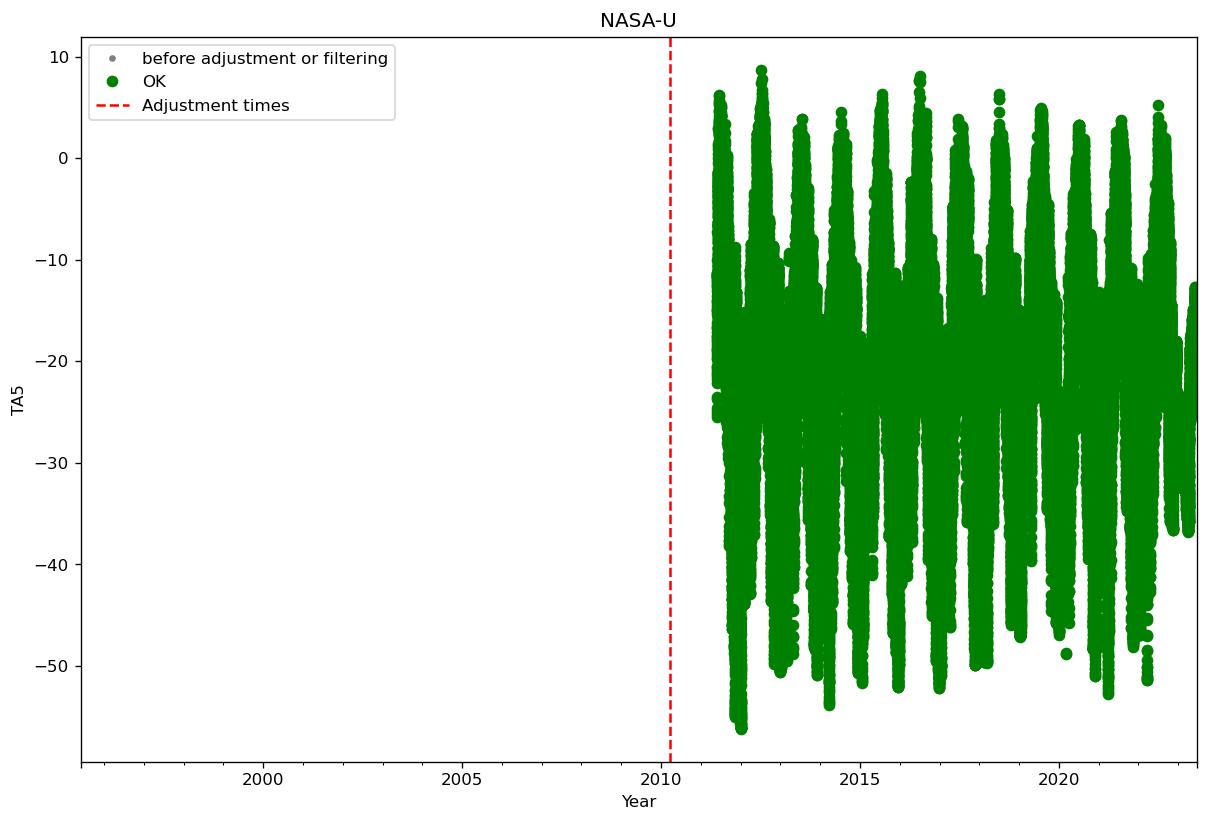 NASA-U
before adjustment or filtering
OK
Adjustment times
10
0
−10
−20
−30
−40
−50
TA5
2000 2005 2010 2015 2020
Year